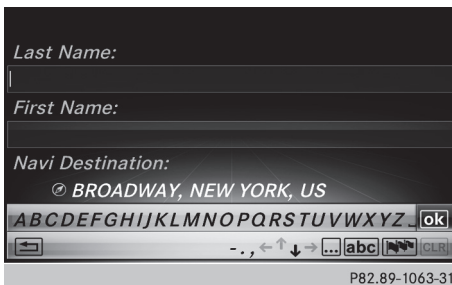 Last Name:
First Name:
Navi Destination:
BROADWAY, NEW YORK, US
ABCDEFGHIJKLMNOPQRSTUVWXYZ_ ok
- . , ←↑↓→ ... abc CLR
P82.89-1063-31